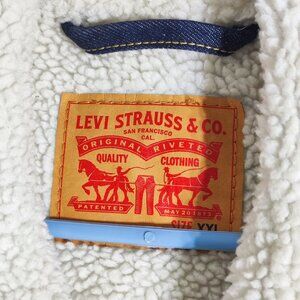 LEVI STRAUSS & CO.
SAN FRANCISCO
CAL.
ORIGINAL RIVETED
QUALITY CLOTHING
PATENTED MAY 20 1873
SIZE XXL